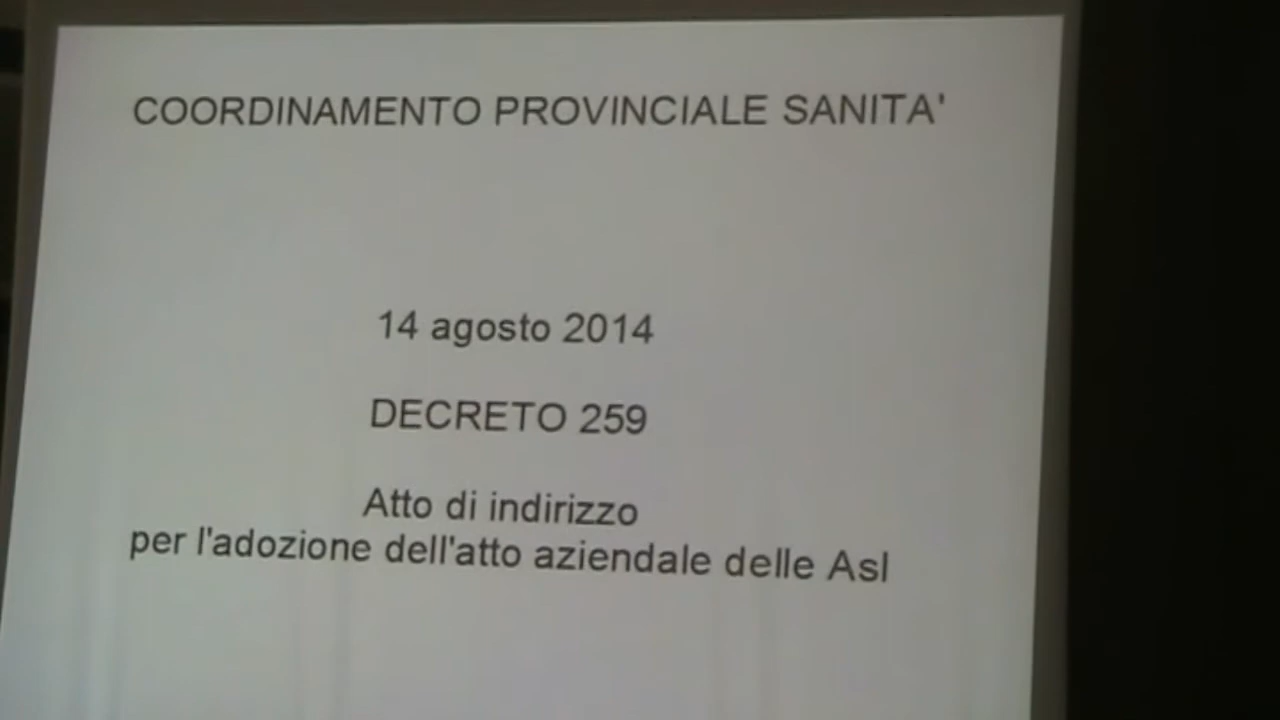 COORDINAMENTO PROVINCIALE SANITA'
14 agosto 2014
DECRETO 259
Atto di indirizzo
per l'adozione dell'atto aziendale delle Asl